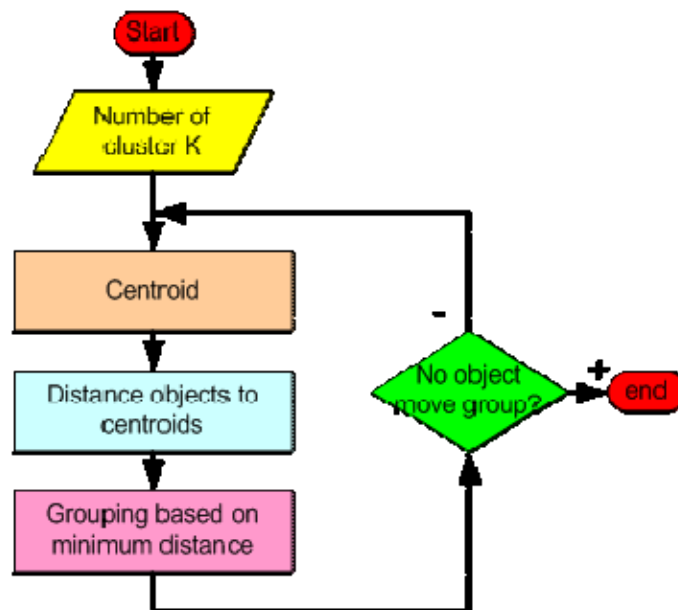 Start
Number of
cluster K
Centroid
Distance objects to
centroids
Grouping based on
minimum distance
-
No object
move group?
+
end